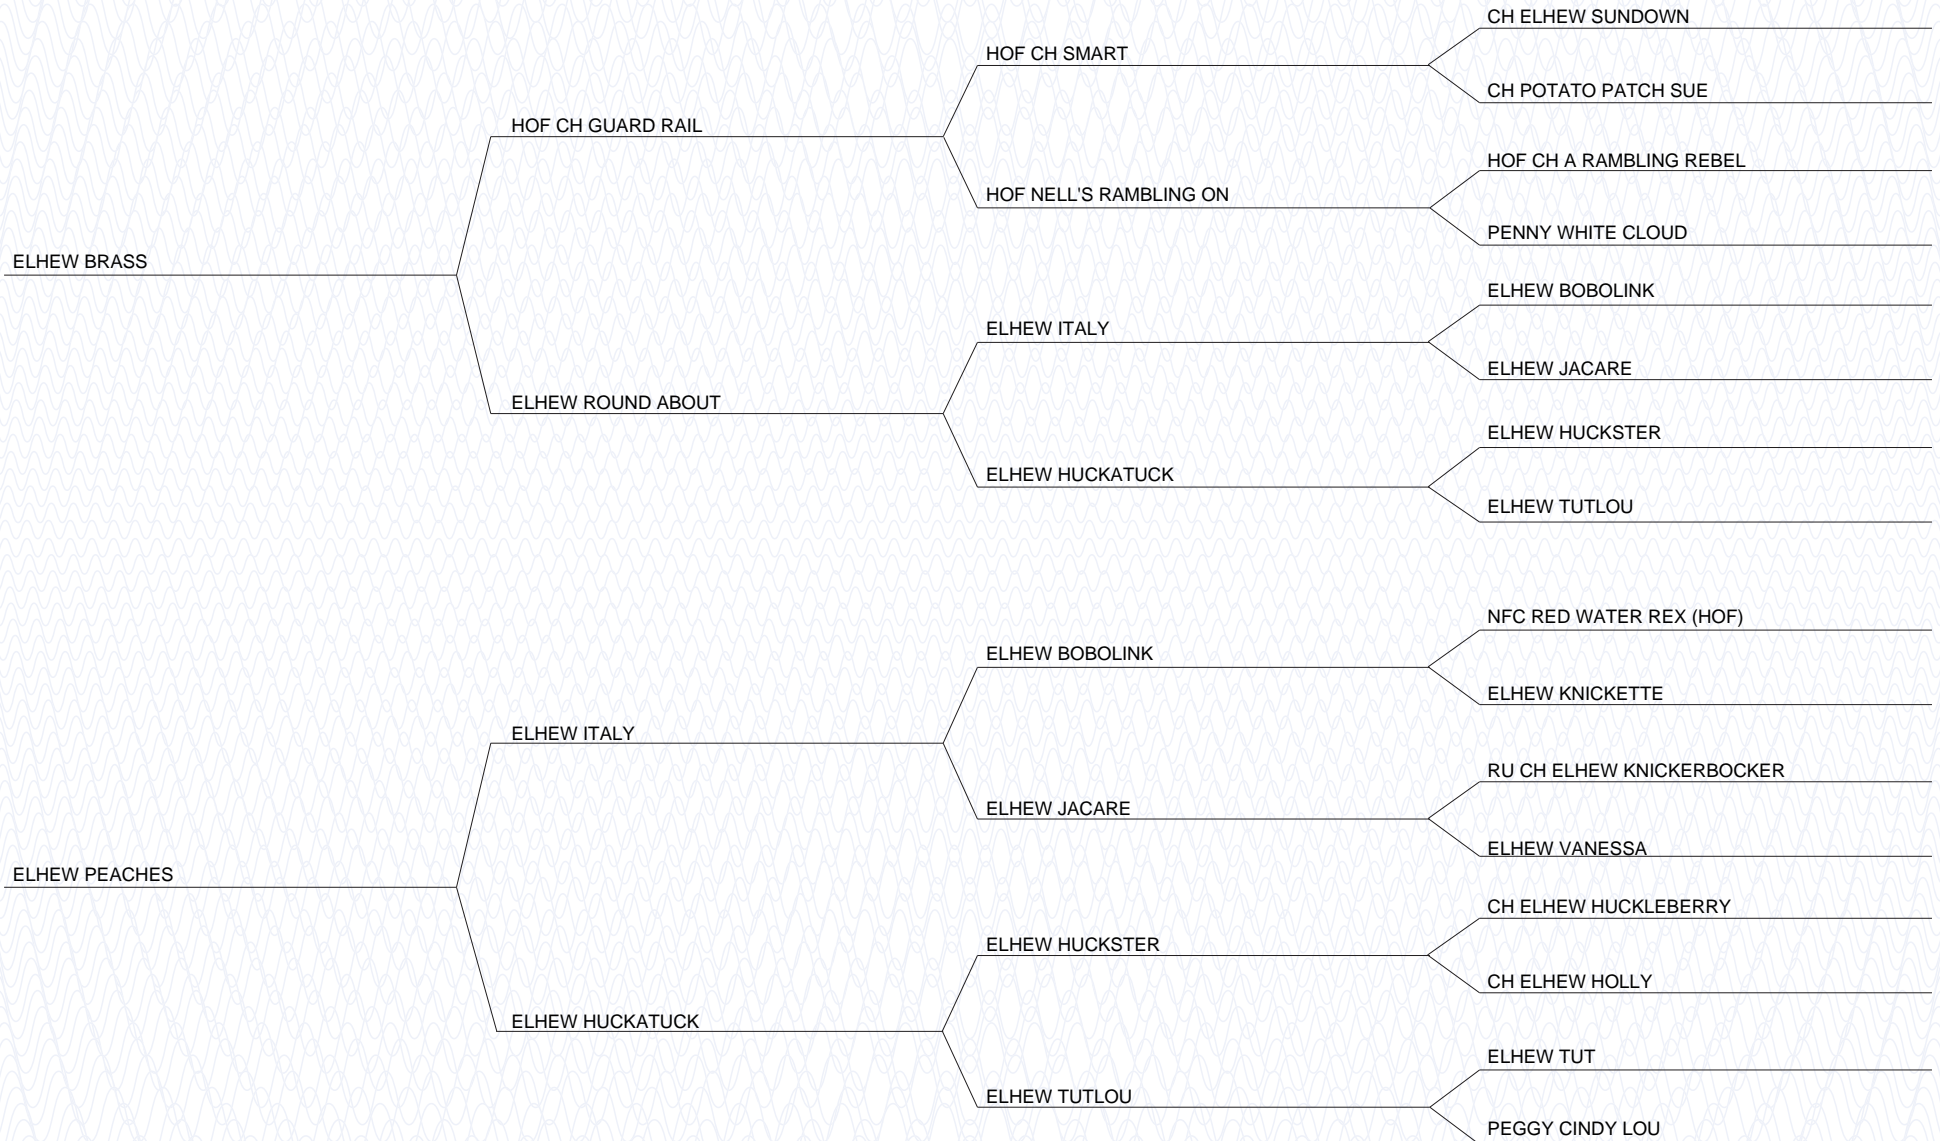 CH ELHEW SUNDOWN
HOF CH SMART
CH POTATO PATCH SUE
HOF CH GUARD RAIL
HOF CH A RAMBLING REBEL
HOF NELL'S RAMBLING ON
PENNY WHITE CLOUD
ELHEW BRASS
ELHEW BOBOLINK
ELHEW ITALY
ELHEW JACARE
ELHEW ROUND ABOUT
ELHEW HUCKSTER
ELHEW HUCKATUCK
ELHEW TUTLOU
NFC RED WATER REX (HOF)
ELHEW BOBOLINK
ELHEW KNICKETTE
ELHEW ITALY
RU CH ELHEW KNICKERBOCKER
ELHEW JACARE
ELHEW VANESSA
ELHEW PEACHES
CH ELHEW HUCKLEBERRY
ELHEW HUCKSTER
CH ELHEW HOLLY
ELHEW HUCKATUCK
ELHEW TUT
ELHEW TUTLOU
PEGGY CINDY LOU